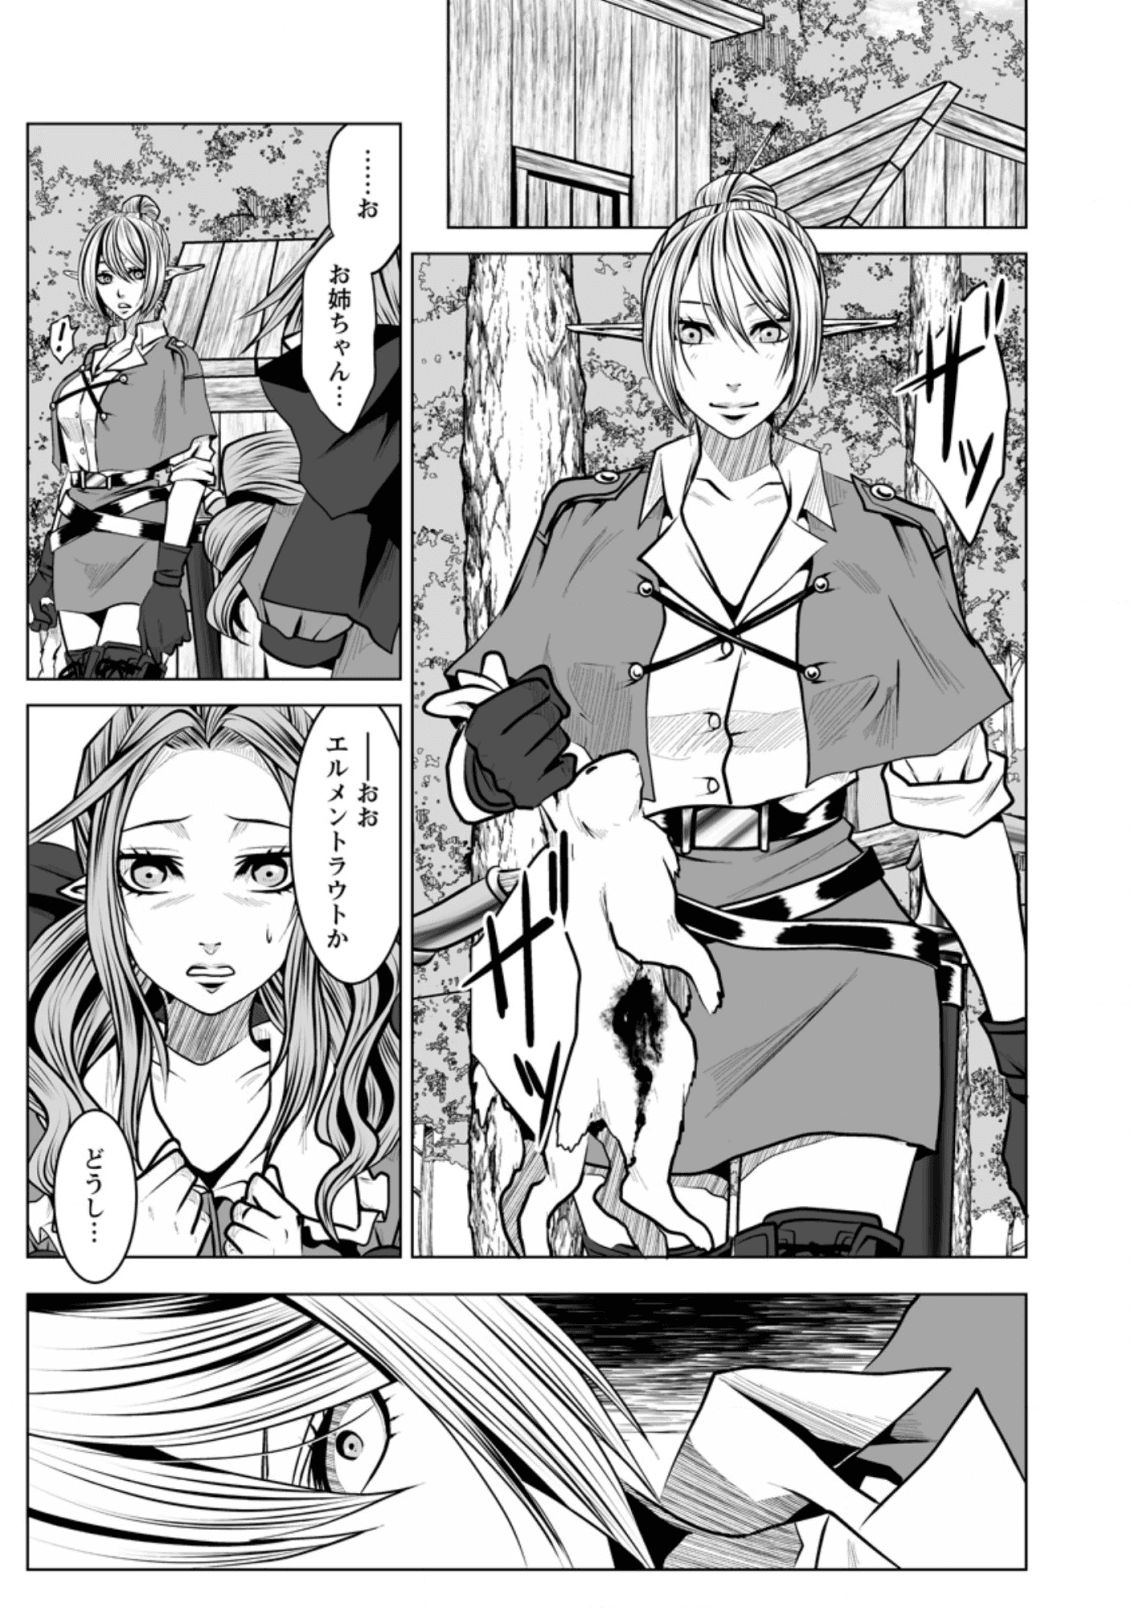 ザッ
ザッ
……お
お姉ちゃん…
！
――おお
エルメントラウトか
どうし…